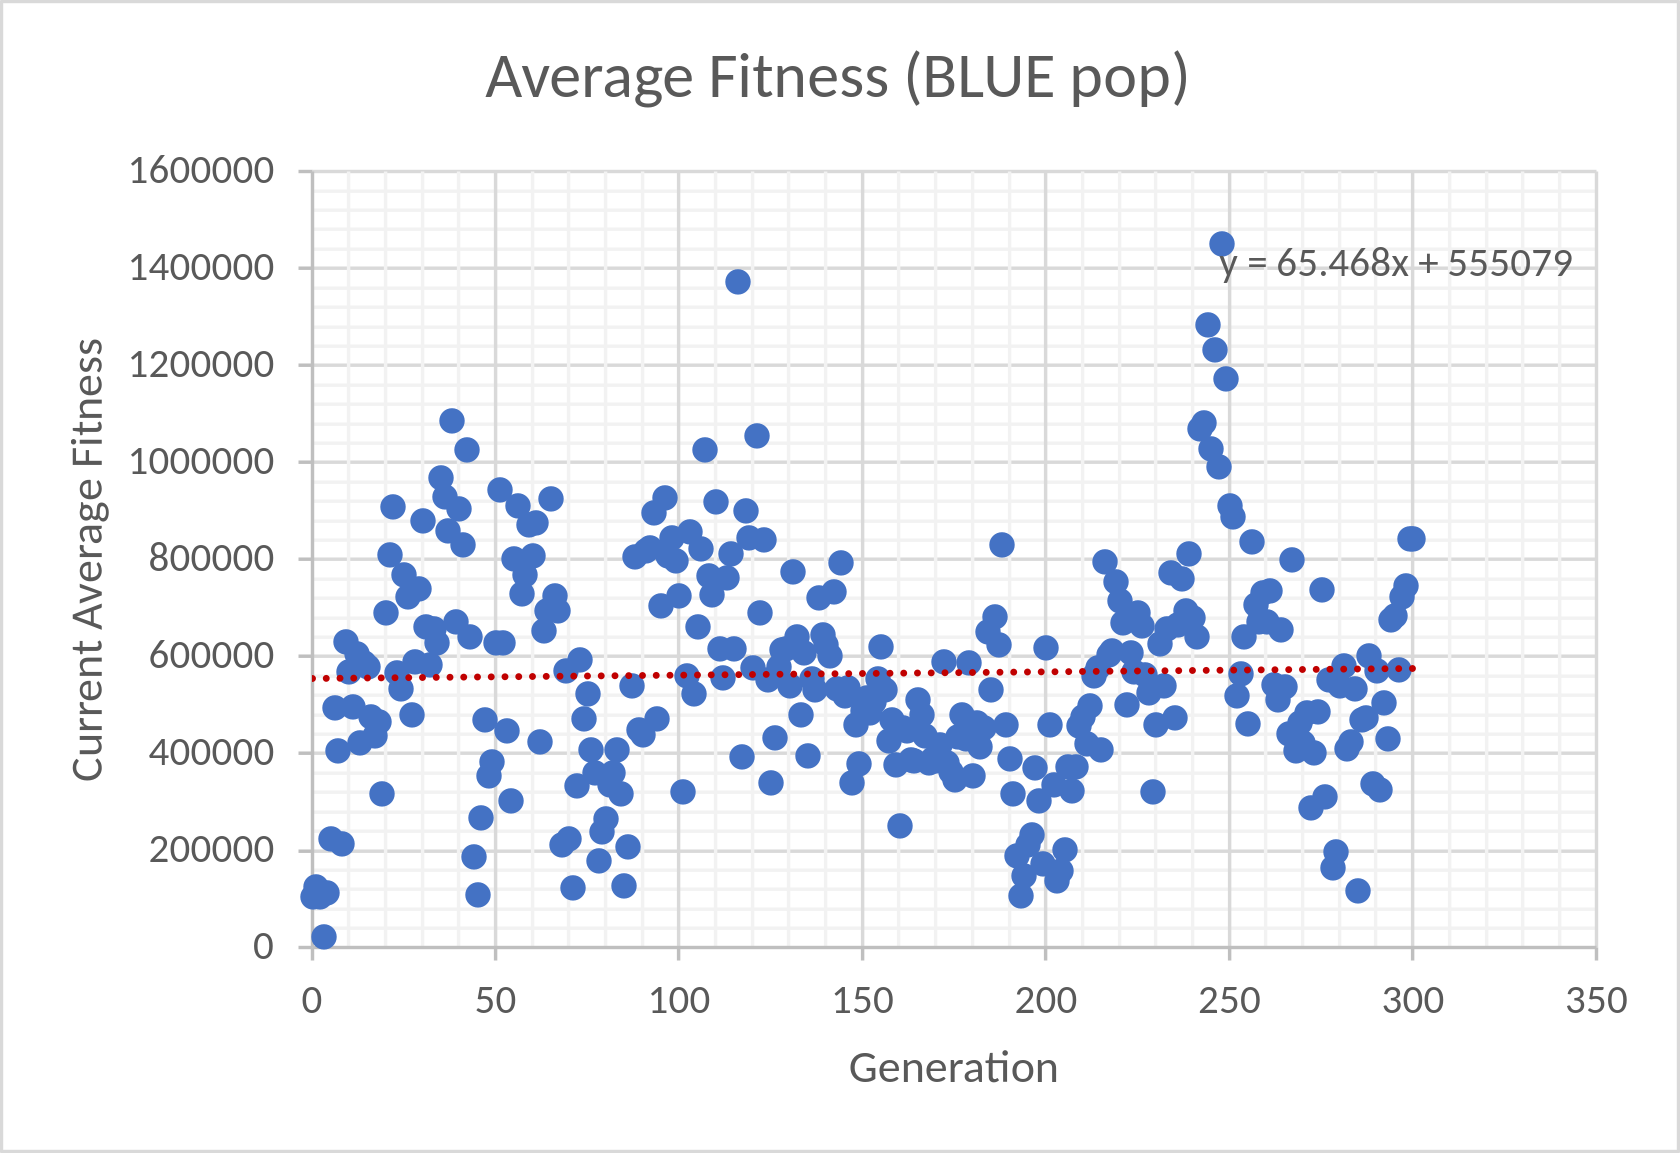 Average Fitness (BLUE pop)
1600000
1400000
1200000
1000000
800000
600000
400000
200000
0
Current Average Fitness
y = 65.468x + 555079
0 50 100 150 200 250 300 350
Generation